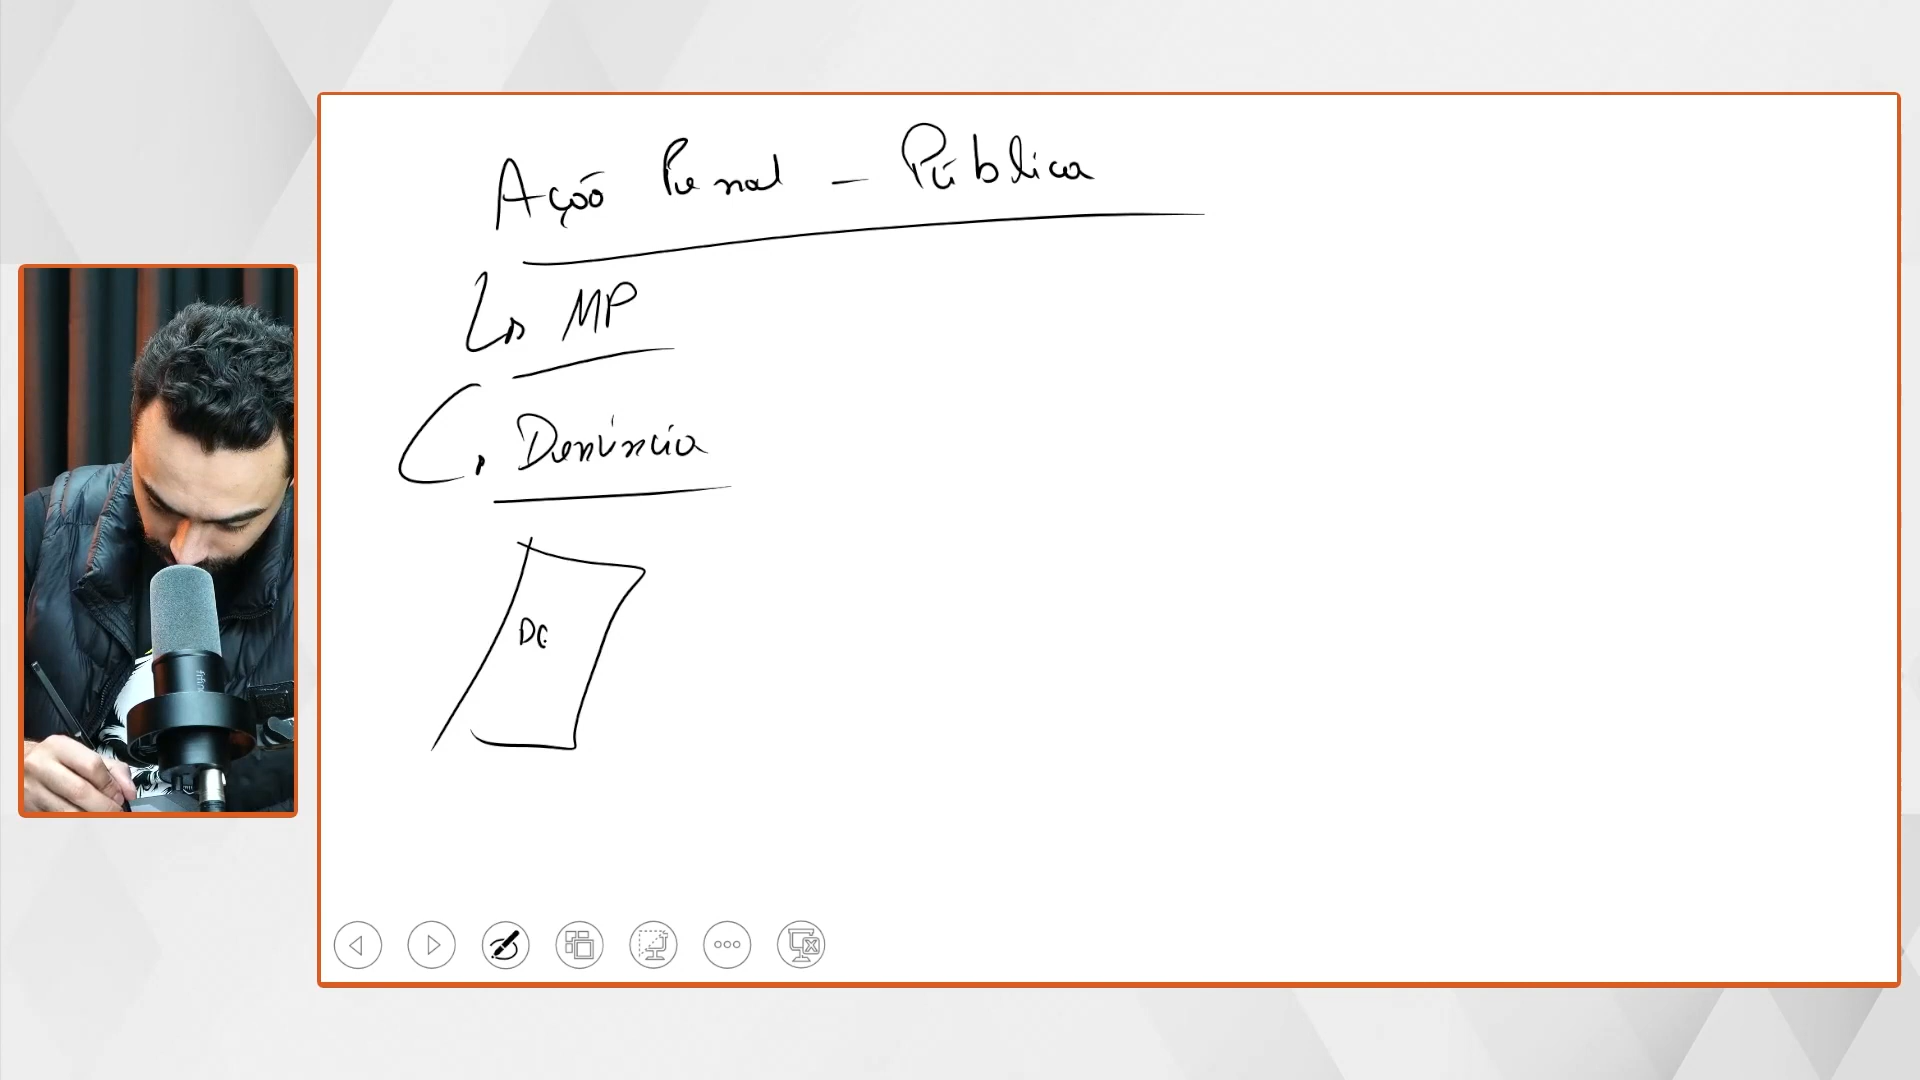 Ação Penal - Pública
MP
Denúncia
DC